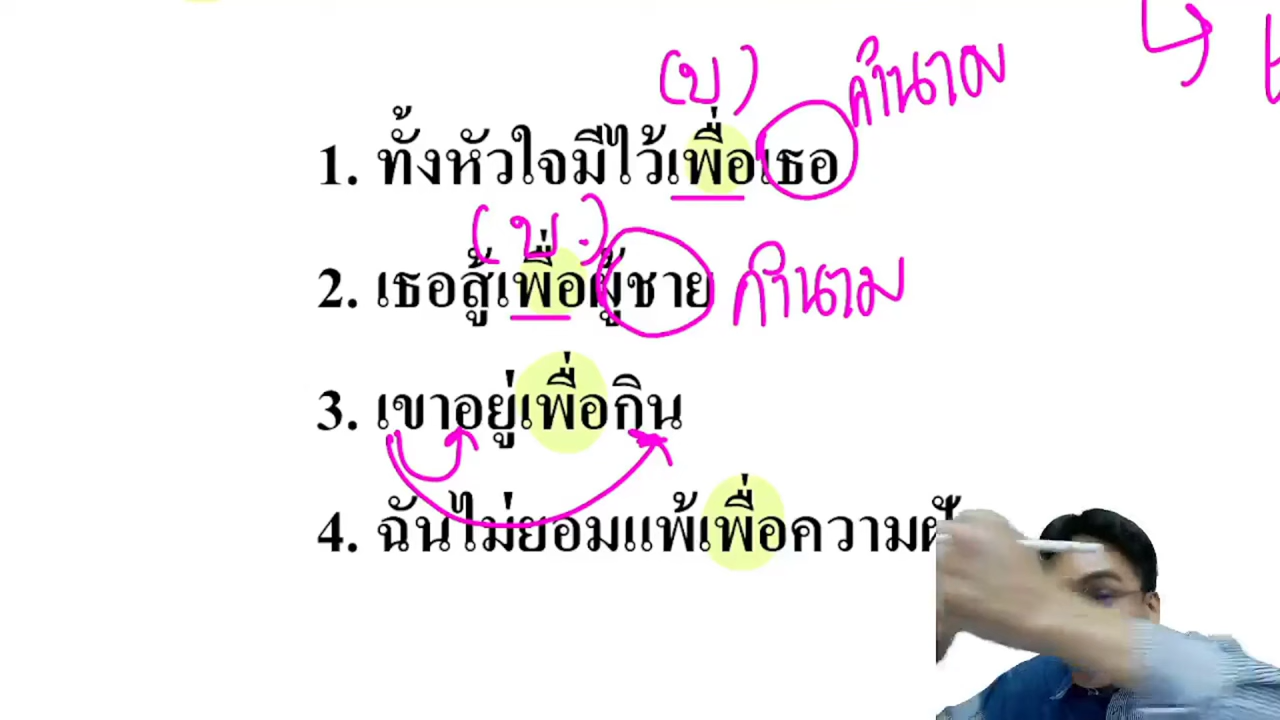 (บ) คำนาม
1. ทั้งหัวใจมีไว้เพื่อเธอ
(บ.)
2. เธอสู้เพื่อผู้ชาย คำนาม
3. เขาอยู่เพื่อกิน
4. ฉันไม่ยอมแพ้เพื่อความ